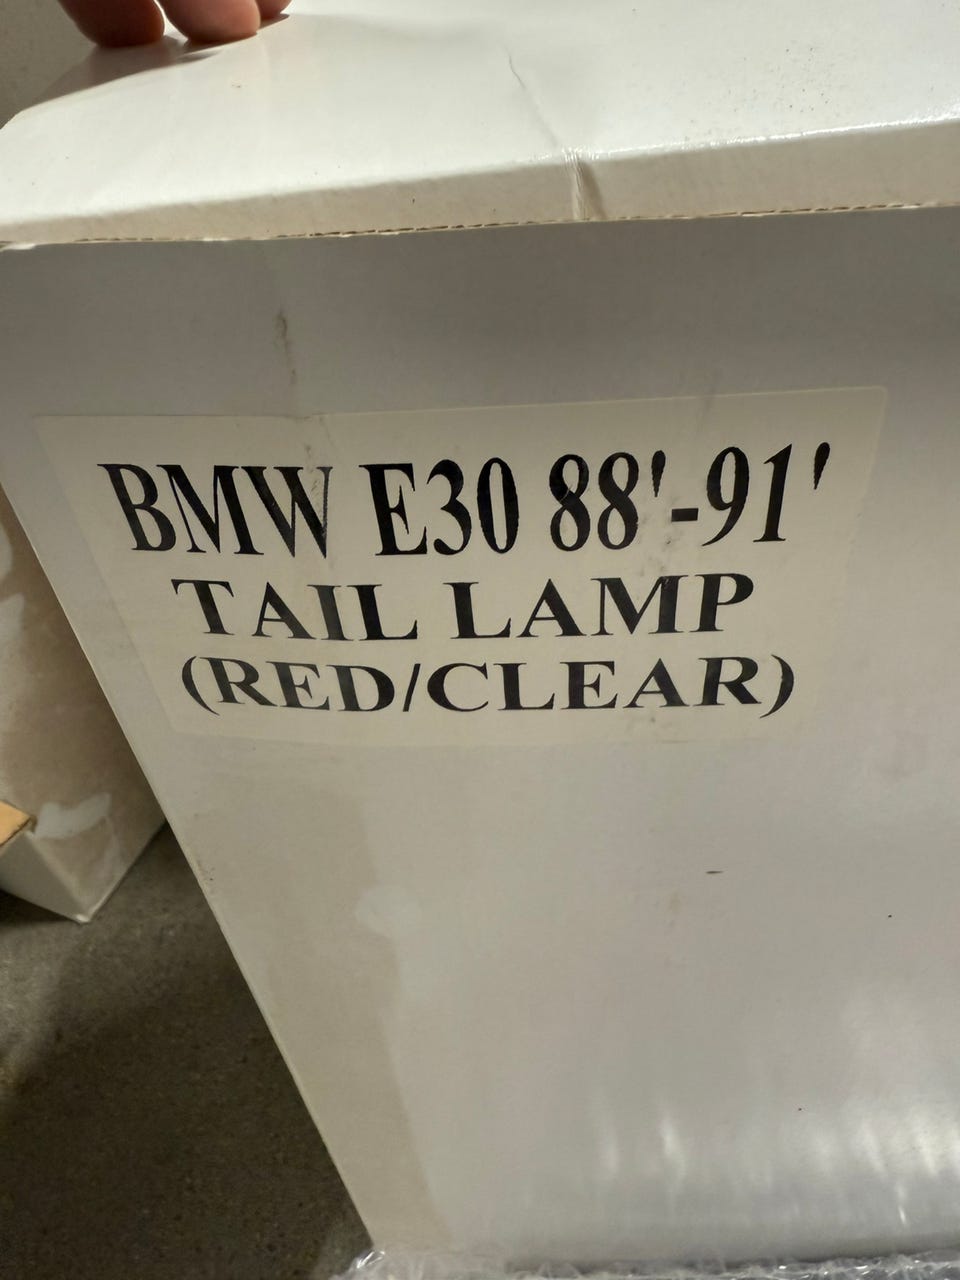 BMW E30 88'-91'
TAIL LAMP
(RED/CLEAR)